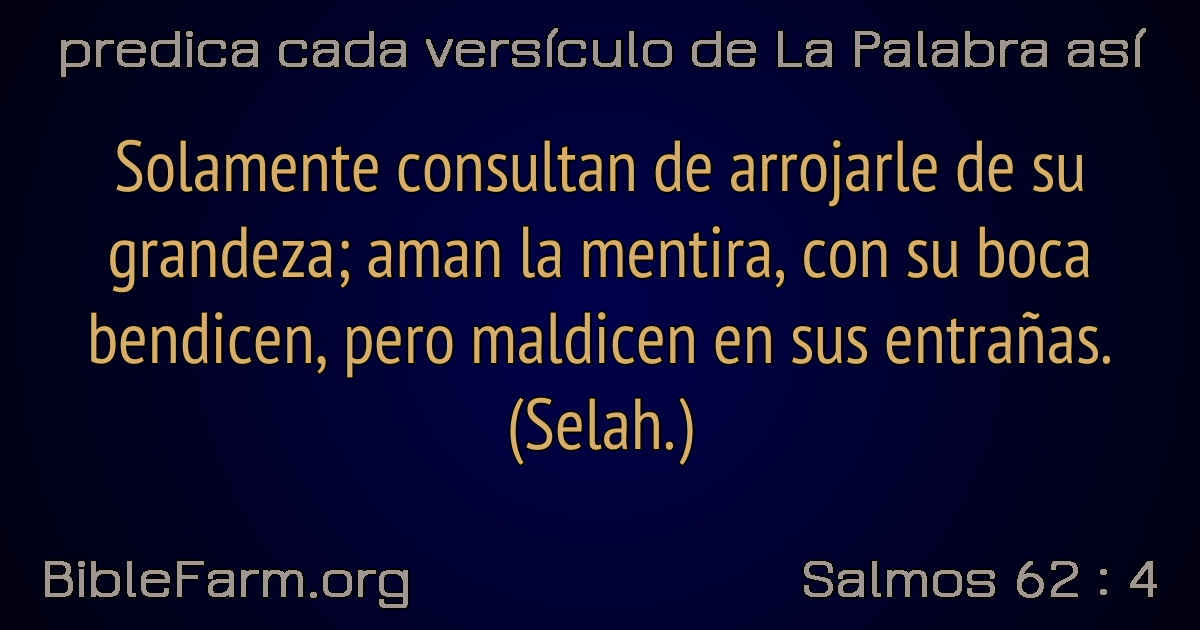 predica cada versículo de La Palabra así
Solamente consultan de arrojarle de su
grandeza; aman la mentira, con su boca
bendicen, pero maldicen en sus entrañas.
(Selah.)
BibleFarm.org
Salmos 62 : 4